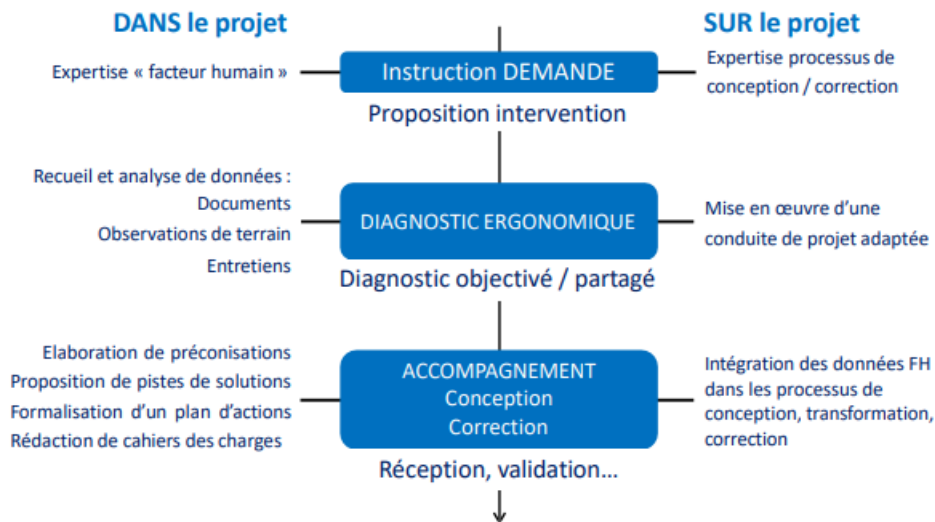 DANS le projet
SUR le projet
Expertise « facteur humain »
Instruction DEMANDE
Expertise processus de
conception / correction
Proposition intervention
Recueil et analyse de données :
Documents
Observations de terrain
Entretiens
DIAGNOSTIC ERGONOMIQUE
Mise en œuvre d’une
conduite de projet adaptée
Diagnostic objectivé / partagé
Elaboration de préconisations
Proposition de pistes de solutions
Formalisation d’un plan d’actions
Rédaction de cahiers des charges
ACCOMPAGNEMENT
Conception
Correction
Intégration des données FH
dans les processus de
conception, transformation,
correction
Réception, validation...